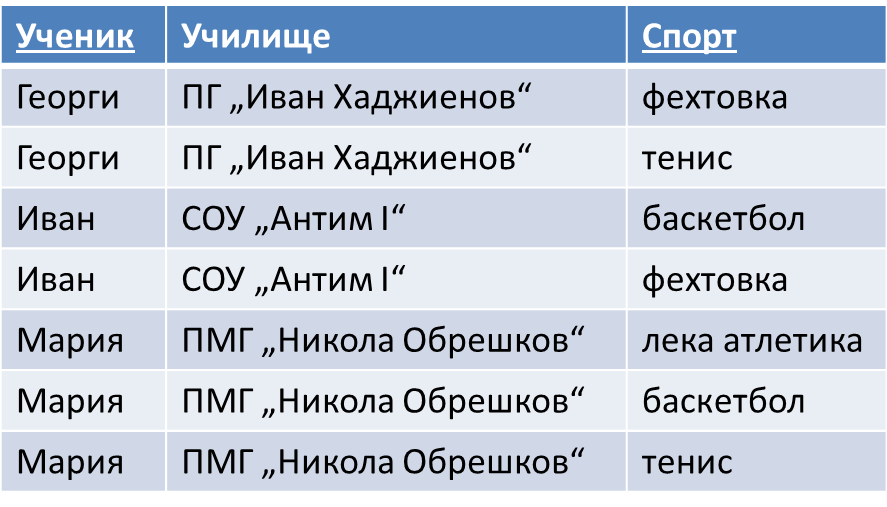 Ученик Училище Спорт
Георги ПГ „Иван Хаджиенов“ фехтовка
Георги ПГ „Иван Хаджиенов“ тенис
Иван СОУ „Антим I“ баскетбол
Иван СОУ „Антим I“ фехтовка
Мария ПМГ „Никола Обрешков“ лека атлетика
Мария ПМГ „Никола Обрешков“ баскетбол
Мария ПМГ „Никола Обрешков“ тенис